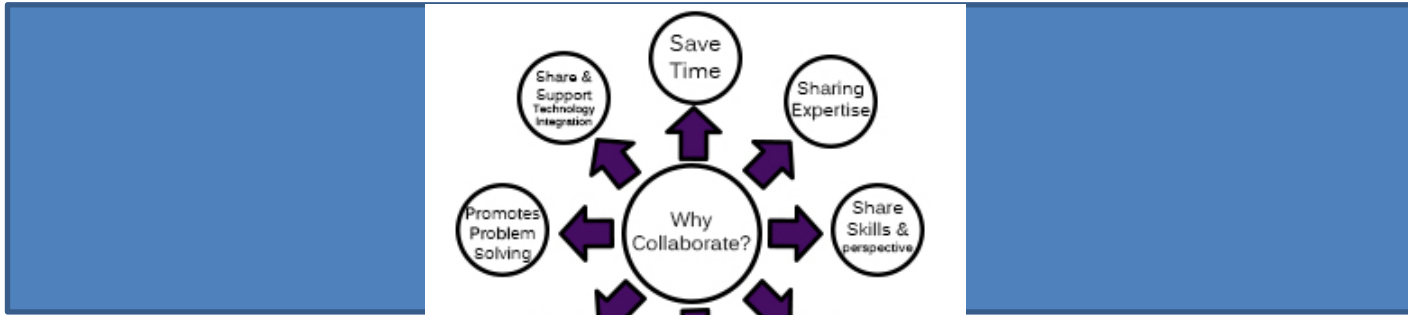 Save
Time
Share &
Support
Technology
Integration
Sharing
Expertise
Promotes
Problem
Solving
Why
Collaborate?
Share
Skills &
perspective